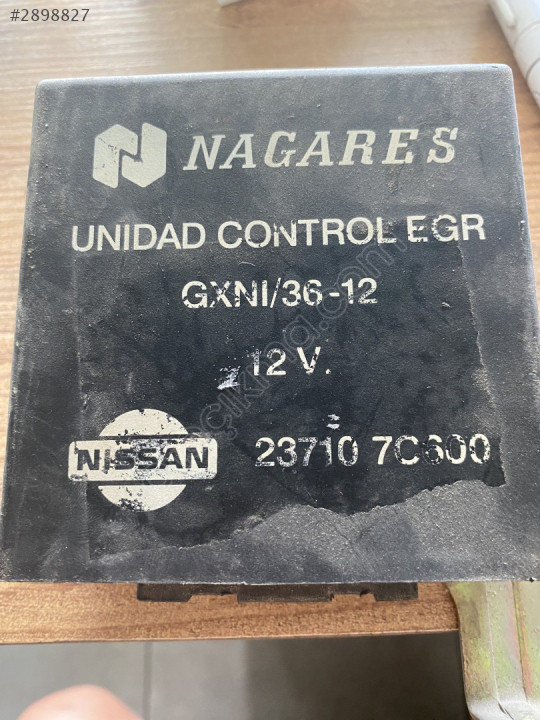 #2898827
NAGARES
UNIDAD CONTROL EGR
GXNI/36-12
12 V.
NISSAN
23710 7C600